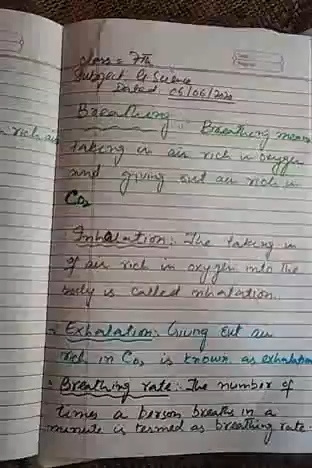 Class = 7th
Subject G Science
Dated 05/06/2020
Breathing : Breathing means
taking in air rich in oxygen
and giving out air rich in
CO2
Inhalation: The taking in
of air rich in oxygen into the
body is called inhalation.
Exhalation: Giving out air
rich in CO2 is known as exhalation
Breathing rate: The number of
times a person breaths in a
minute is termed as breathing rate.
rich air